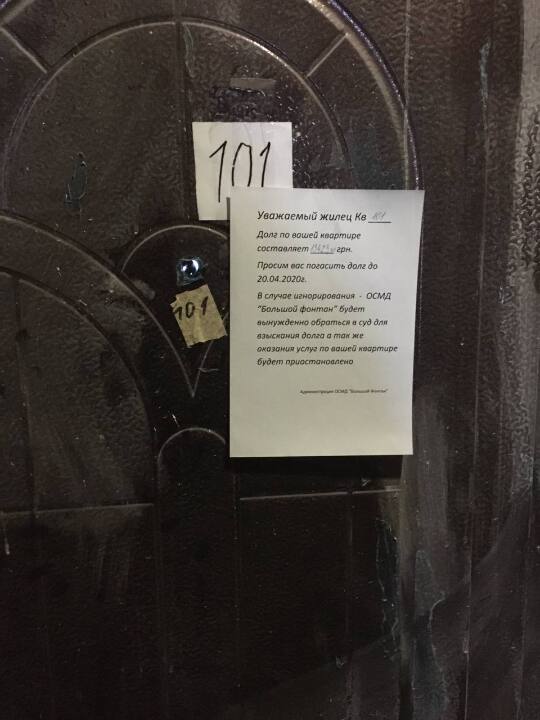 101
Уважаемый жилец Кв 101
Долг по вашей квартире
составляет грн.
Просим вас погасить долг до
20.04.2020г.
В случае игнорирования - ОСМД
"Большой фонтан" будет
вынужденно обраться в суд для
взыскания долга а так же
оказания услуг по вашей квартире
будет приостановлено
Администрация ОСМД "Большой Фонтан"
101